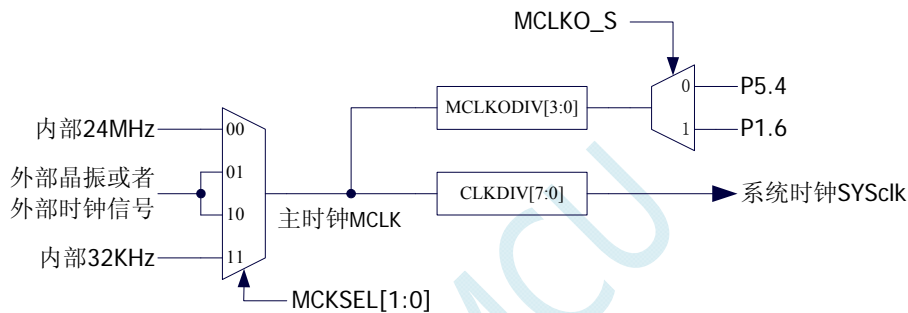 MCLKO_S
MCLKODIV[3:0]
0
P5.4
1
P1.6
内部24MHz
00
外部晶振或者
外部时钟信号
01
10
内部32KHz
11
主时钟MCLK
CLKDIV[7:0]
系统时钟SYSclk
MCKSEL[1:0]
MCU